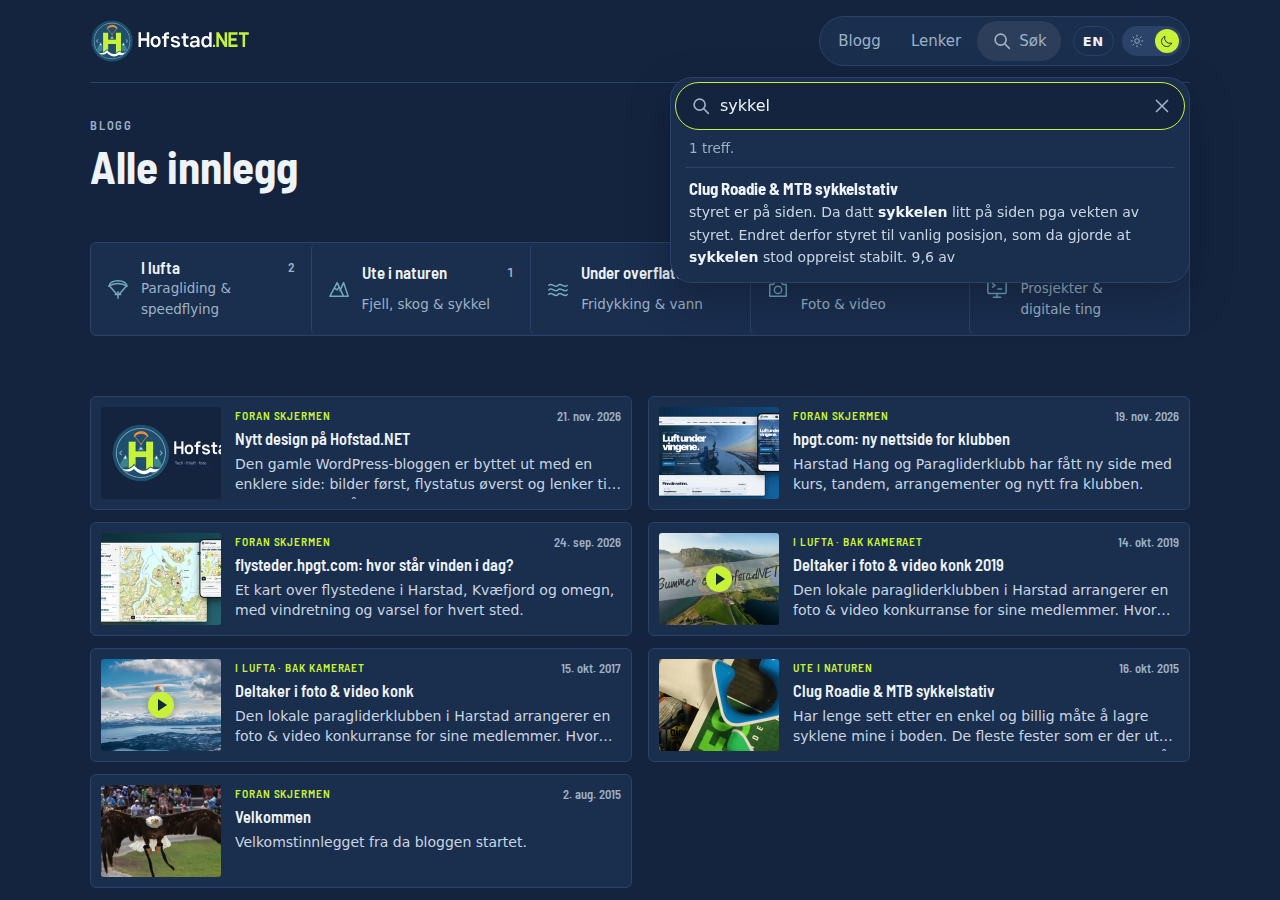 Hofstad.NET
Blogg
Lenker
Søk
EN
sykkel
1 treff.
Clug Roadie & MTB sykkelstativ
styret er på siden. Da datt sykkelen litt på siden pga vekten av
styret. Endret derfor styret til vanlig posisjon, som da gjorde at
sykkelen stod oppreist stabilt. 9,6 av
BLOGG
Alle innlegg
I lufta
2
Paragliding &
speedflying
Ute i naturen
1
Fjell, skog & sykkel
Under overflat
Fridykking & vann
Foto & video
Prosjekter &
digitale ting
FORAN SKJERMEN
21. nov. 2026
Nytt design på Hofstad.NET
Den gamle WordPress-bloggen er byttet ut med en
enklere side: bilder først, flystatus øverst og lenker ti…
FORAN SKJERMEN
19. nov. 2026
hpgt.com: ny nettside for klubben
Harstad Hang og Paragliderklubb har fått ny side med
kurs, tandem, arrangementer og nytt fra klubben.
Luft under
vingene.
FORAN SKJERMEN
24. sep. 2026
flysteder.hpgt.com: hvor står vinden i dag?
Et kart over flystedene i Harstad, Kvæfjord og omegn,
med vindretning og varsel for hvert sted.
I LUFTA · BAK KAMERAET
14. okt. 2019
Deltaker i foto & video konk 2019
Den lokale paragliderklubben i Harstad arrangerer en
foto & video konkurranse for sine medlemmer. Hvor…
I LUFTA · BAK KAMERAET
15. okt. 2017
Deltaker i foto & video konk
Den lokale paragliderklubben i Harstad arrangerer en
foto & video konkurranse for sine medlemmer. Hvor…
UTE I NATUREN
16. okt. 2015
Clug Roadie & MTB sykkelstativ
Har lenge sett etter en enkel og billig måte å lagre
syklene mine i boden. De fleste fester som er der ut…
FORAN SKJERMEN
2. aug. 2015
Velkommen
Velkomstinnlegget fra da bloggen startet.